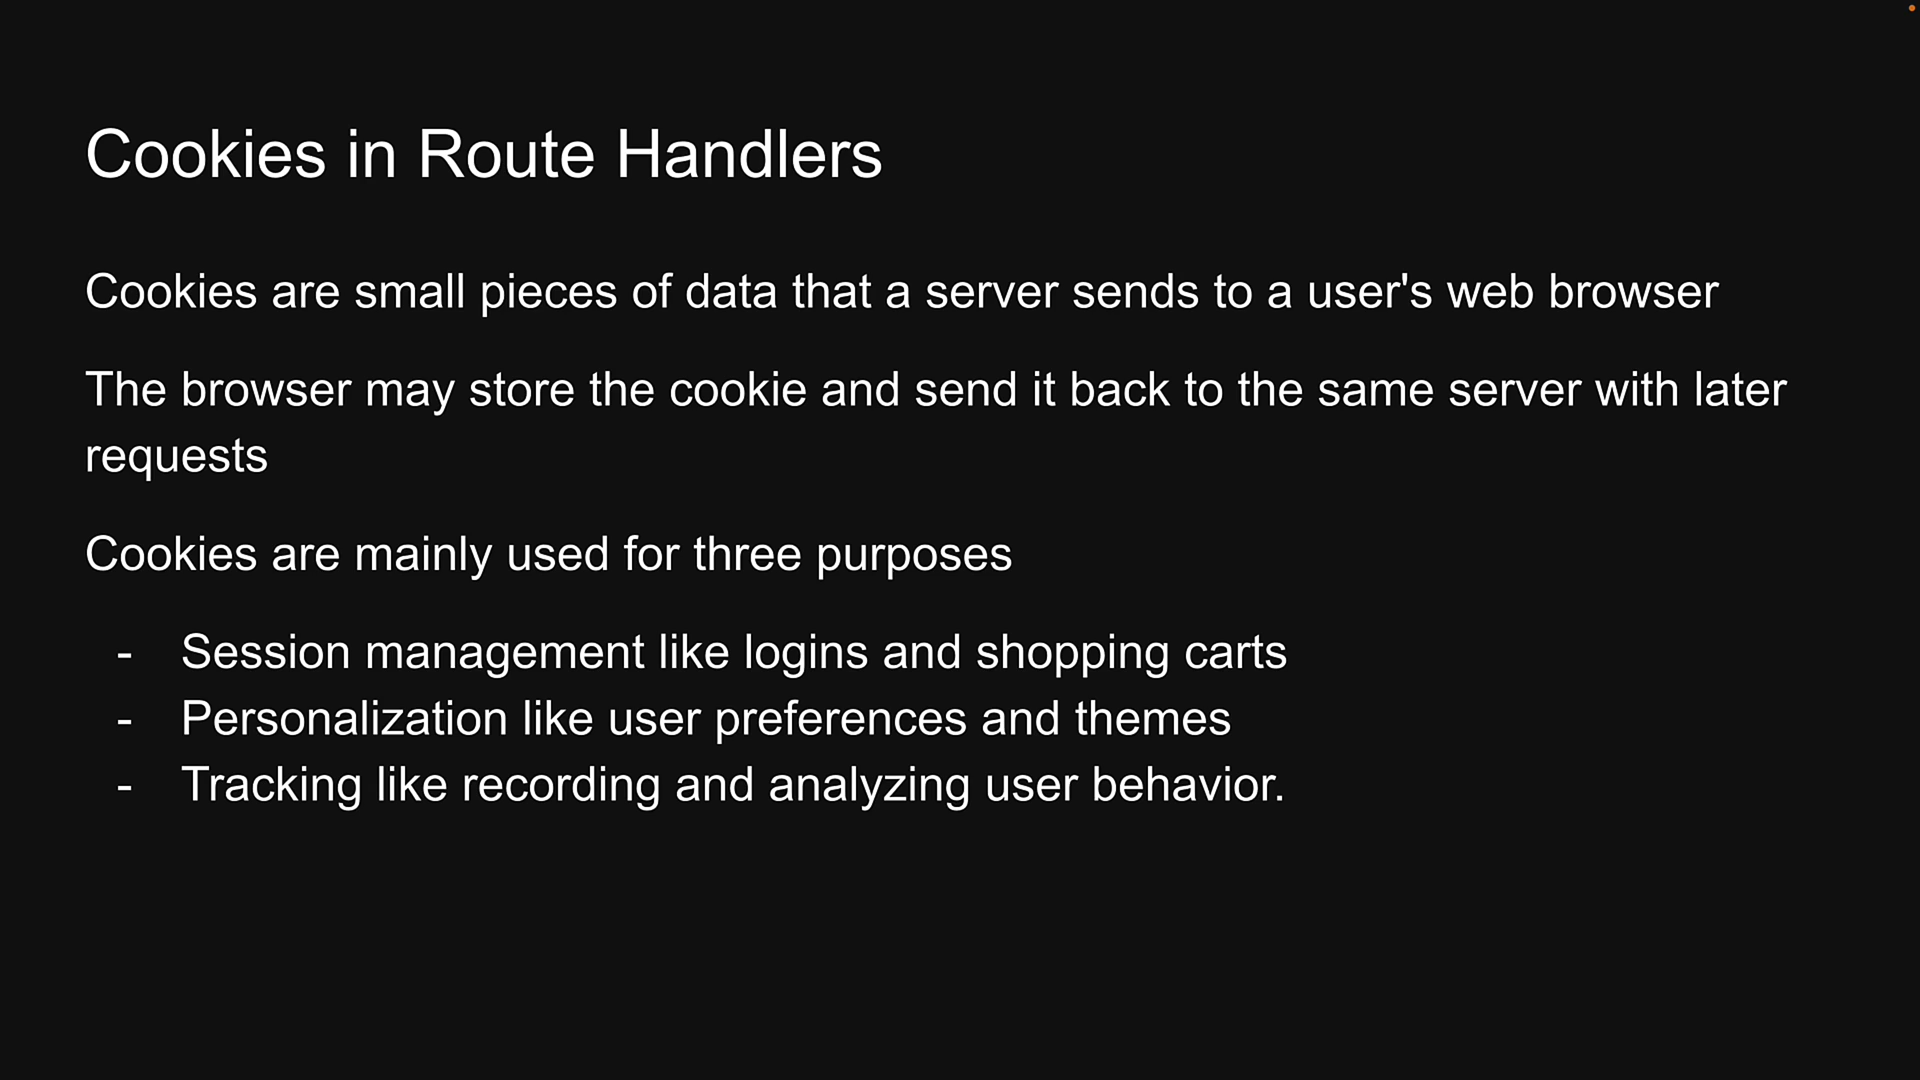 Cookies in Route Handlers
Cookies are small pieces of data that a server sends to a user's web browser
The browser may store the cookie and send it back to the same server with later
requests
Cookies are mainly used for three purposes
- Session management like logins and shopping carts
- Personalization like user preferences and themes
- Tracking like recording and analyzing user behavior.